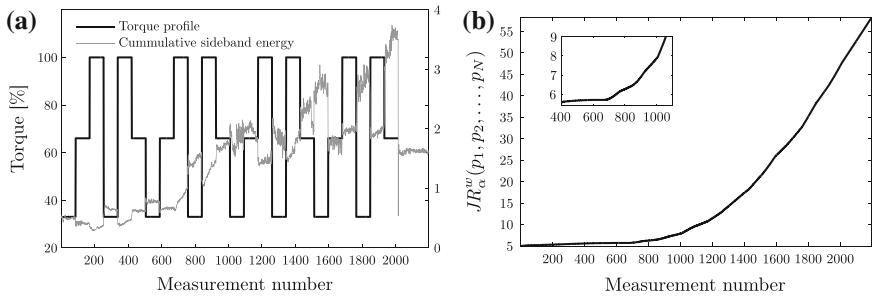 (a)
Torque profile
Cummulative sideband energy
Torque [%]
100
80
60
40
20
4
3
2
1
0
200 400 600 800 1000 1200 1400 1600 1800 2000
Measurement number
(b)
JR_α^w(p_1, p_2, ..., p_N)
55
50
45
40
35
30
25
20
15
10
5
9
8
7
6
400 600 800 1000
200 400 600 800 1000 1200 1400 1600 1800 2000
Measurement number